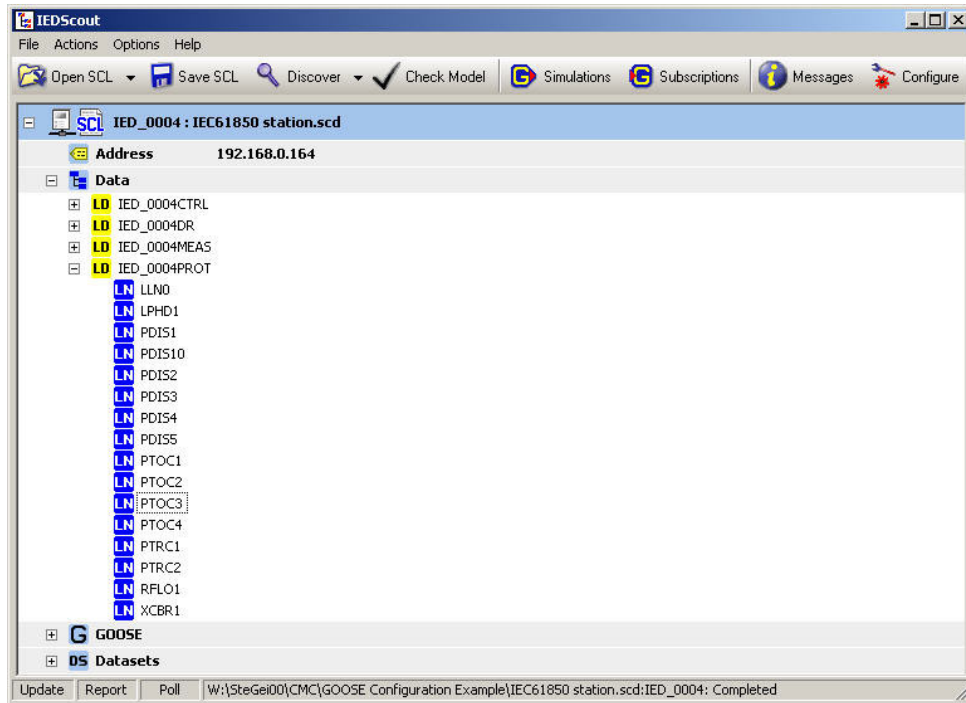 IEDScout
File Actions Options Help
Open SCL Save SCL Discover Check Model Simulations Subscriptions Messages Configure
SCL IED_0004 : IEC61850 station.scd
Address 192.168.0.164
Data
LD IED_0004CTRL
LD IED_0004DR
LD IED_0004MEAS
LD IED_0004PROT
LN LLN0
LN LPHD1
LN PDIS1
LN PDIS10
LN PDIS2
LN PDIS3
LN PDIS4
LN PDIS5
LN PTOC1
LN PTOC2
LN PTOC3
LN PTOC4
LN PTRC1
LN PTRC2
LN RFLO1
LN XCBR1
G GOOSE
DS Datasets
Update Report Poll W:\SteGei00\CMC\GOOSE Configuration Example\IEC61850 station.scd:IED_0004: Completed